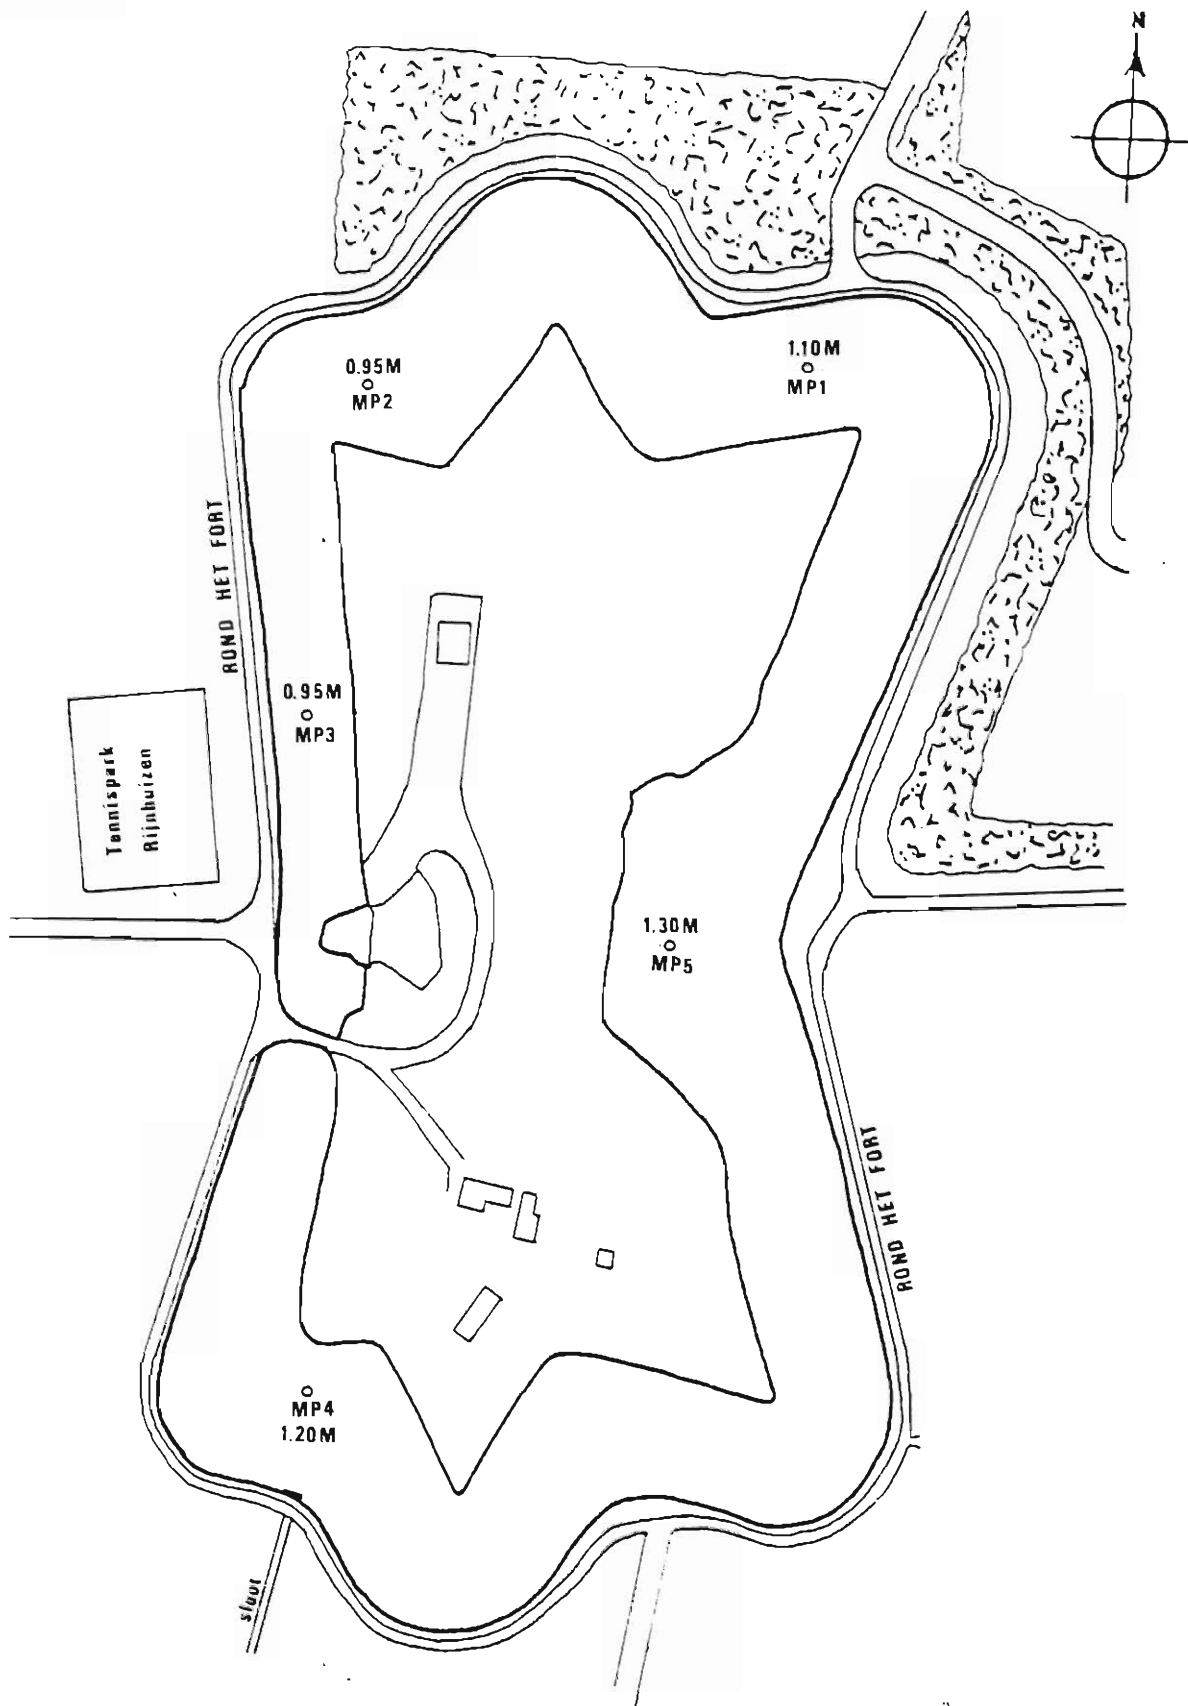 N
0.95M
MP2
1.10M
MP1
ROND HET FORT
0.95M
MP3
Tennispark
Rijnhuizen
1.30M
MP5
ROND HET FORT
MP4
1.20M
sloot